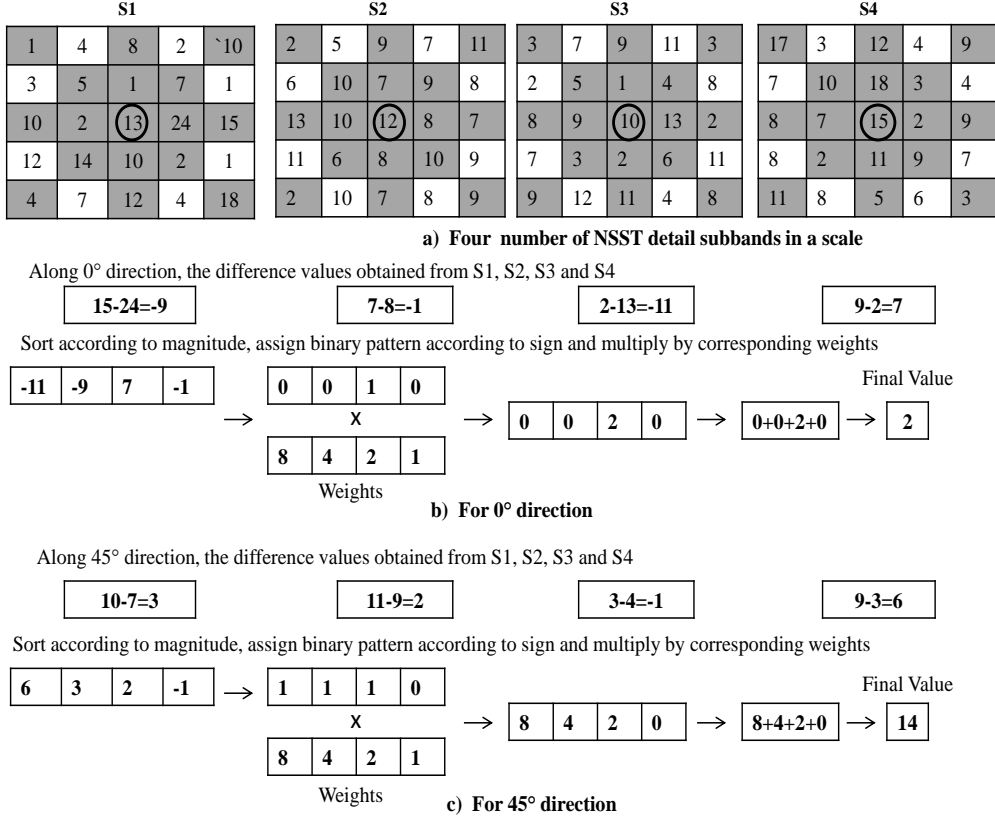 S1 S2 S3 S4
1 4 8 2 `10 2 5 9 7 11 3 7 9 11 3 17 3 12 4 9
3 5 1 7 1 6 10 7 9 8 2 5 1 4 8 7 10 18 3 4
10 2 13 24 15 13 10 12 8 7 8 9 10 13 2 8 7 15 2 9
12 14 10 2 1 11 6 8 10 9 7 3 2 6 11 8 2 11 9 7
4 7 12 4 18 2 10 7 8 9 9 12 11 4 8 11 8 5 6 3
a) Four number of NSST detail subbands in a scale
Along 0° direction, the difference values obtained from S1, S2, S3 and S4
15-24=-9 7-8=-1 2-13=-11 9-2=7
Sort according to magnitude, assign binary pattern according to sign and multiply by corresponding weights
Final Value
-11 -9 7 -1 0 0 1 0
X
0 0 2 0 0+0+2+0 2
8 4 2 1
Weights
b) For 0° direction
Along 45° direction, the difference values obtained from S1, S2, S3 and S4
10-7=3 11-9=2 3-4=-1 9-3=6
Sort according to magnitude, assign binary pattern according to sign and multiply by corresponding weights
Final Value
6 3 2 -1 1 1 1 0
X
8 4 2 0 8+4+2+0 14
8 4 2 1
Weights
c) For 45° direction